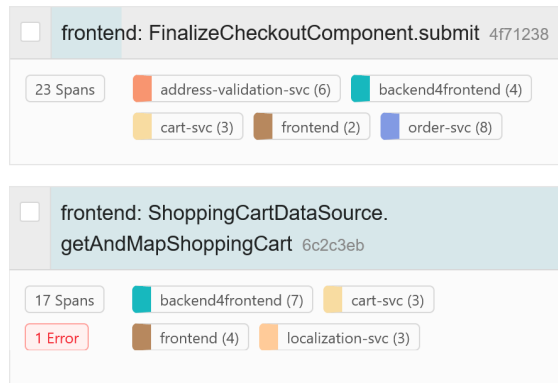 frontend: FinalizeCheckoutComponent.submit 4f71238
23 Spans address-validation-svc (6) backend4frontend (4)
cart-svc (3) frontend (2) order-svc (8)
frontend: ShoppingCartDataSource.
getAndMapShoppingCart 6c2c3eb
17 Spans backend4frontend (7) cart-svc (3)
1 Error frontend (4) localization-svc (3)